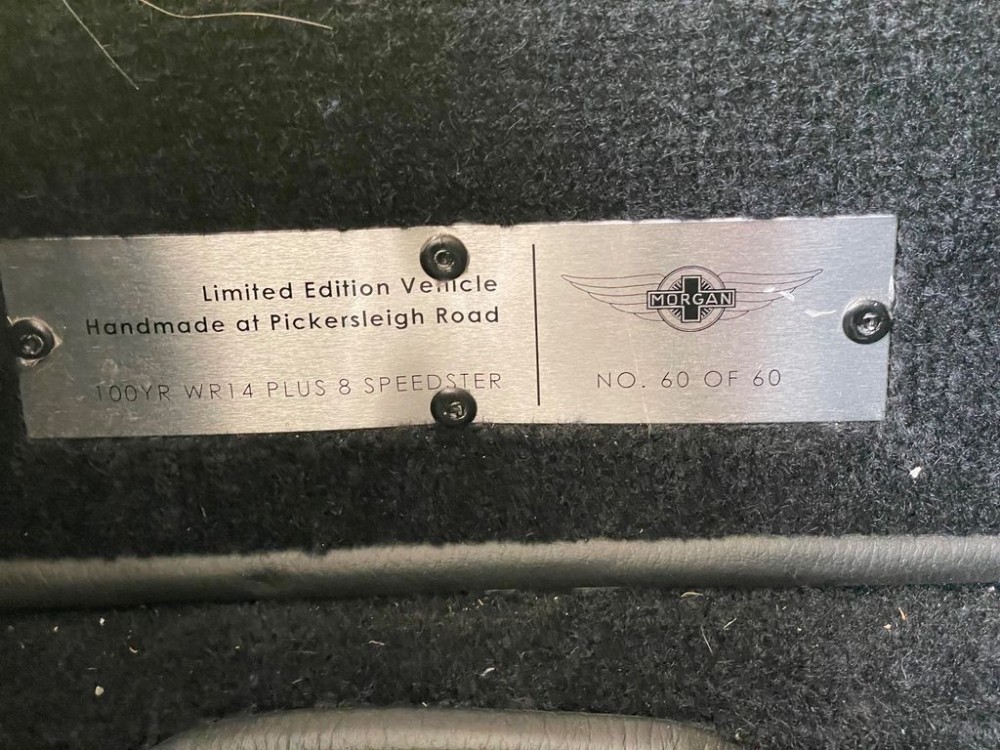 Limited Edition Vehicle
Handmade at Pickersleigh Road
100YR WR14 PLUS 8 SPEEDSTER
MORGAN
NO. 60 OF 60